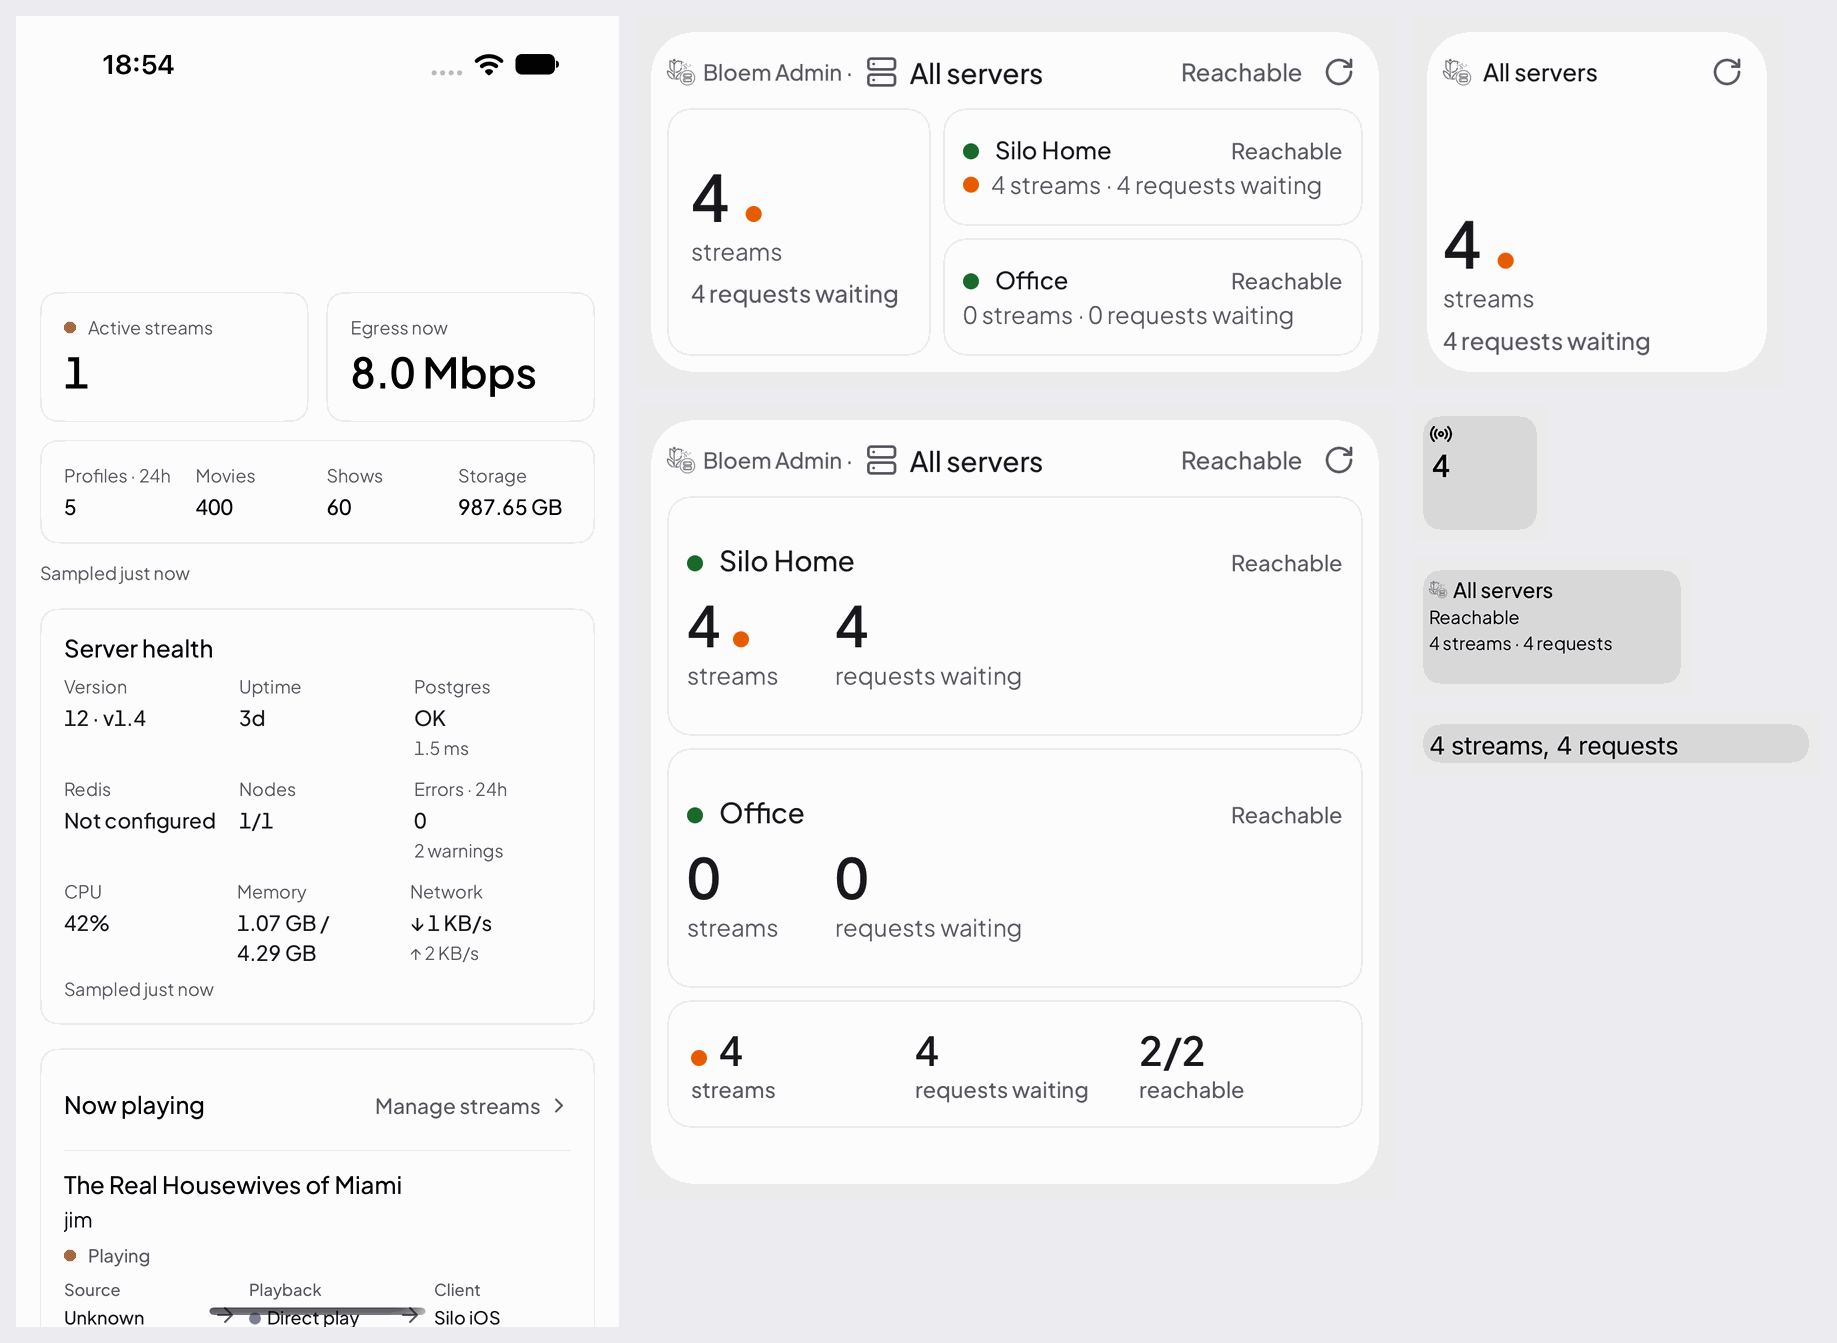 18:54
Active streams
1
Egress now
8.0 Mbps
Profiles · 24h
5
Movies
400
Shows
60
Storage
987.65 GB
Sampled just now
Server health
Version
12 · v1.4
Uptime
3d
Postgres
OK
1.5 ms
Redis
Not configured
Nodes
1/1
Errors · 24h
0
2 warnings
CPU
42%
Memory
1.07 GB /
4.29 GB
Network
↓ 1 KB/s
↑ 2 KB/s
Sampled just now
Now playing
Manage streams
The Real Housewives of Miami
jim
Playing
Source
Unknown
Playback
Direct play
Client
Silo iOS
Bloem Admin · All servers
Reachable
4
streams
4 requests waiting
Silo Home
Reachable
4 streams · 4 requests waiting
Office
Reachable
0 streams · 0 requests waiting
Bloem Admin · All servers
Reachable
Silo Home
Reachable
4
streams
4
requests waiting
Office
Reachable
0
streams
0
requests waiting
4
streams
4
requests waiting
2/2
reachable
All servers
4
streams
4 requests waiting
4
All servers
Reachable
4 streams · 4 requests
4 streams, 4 requests